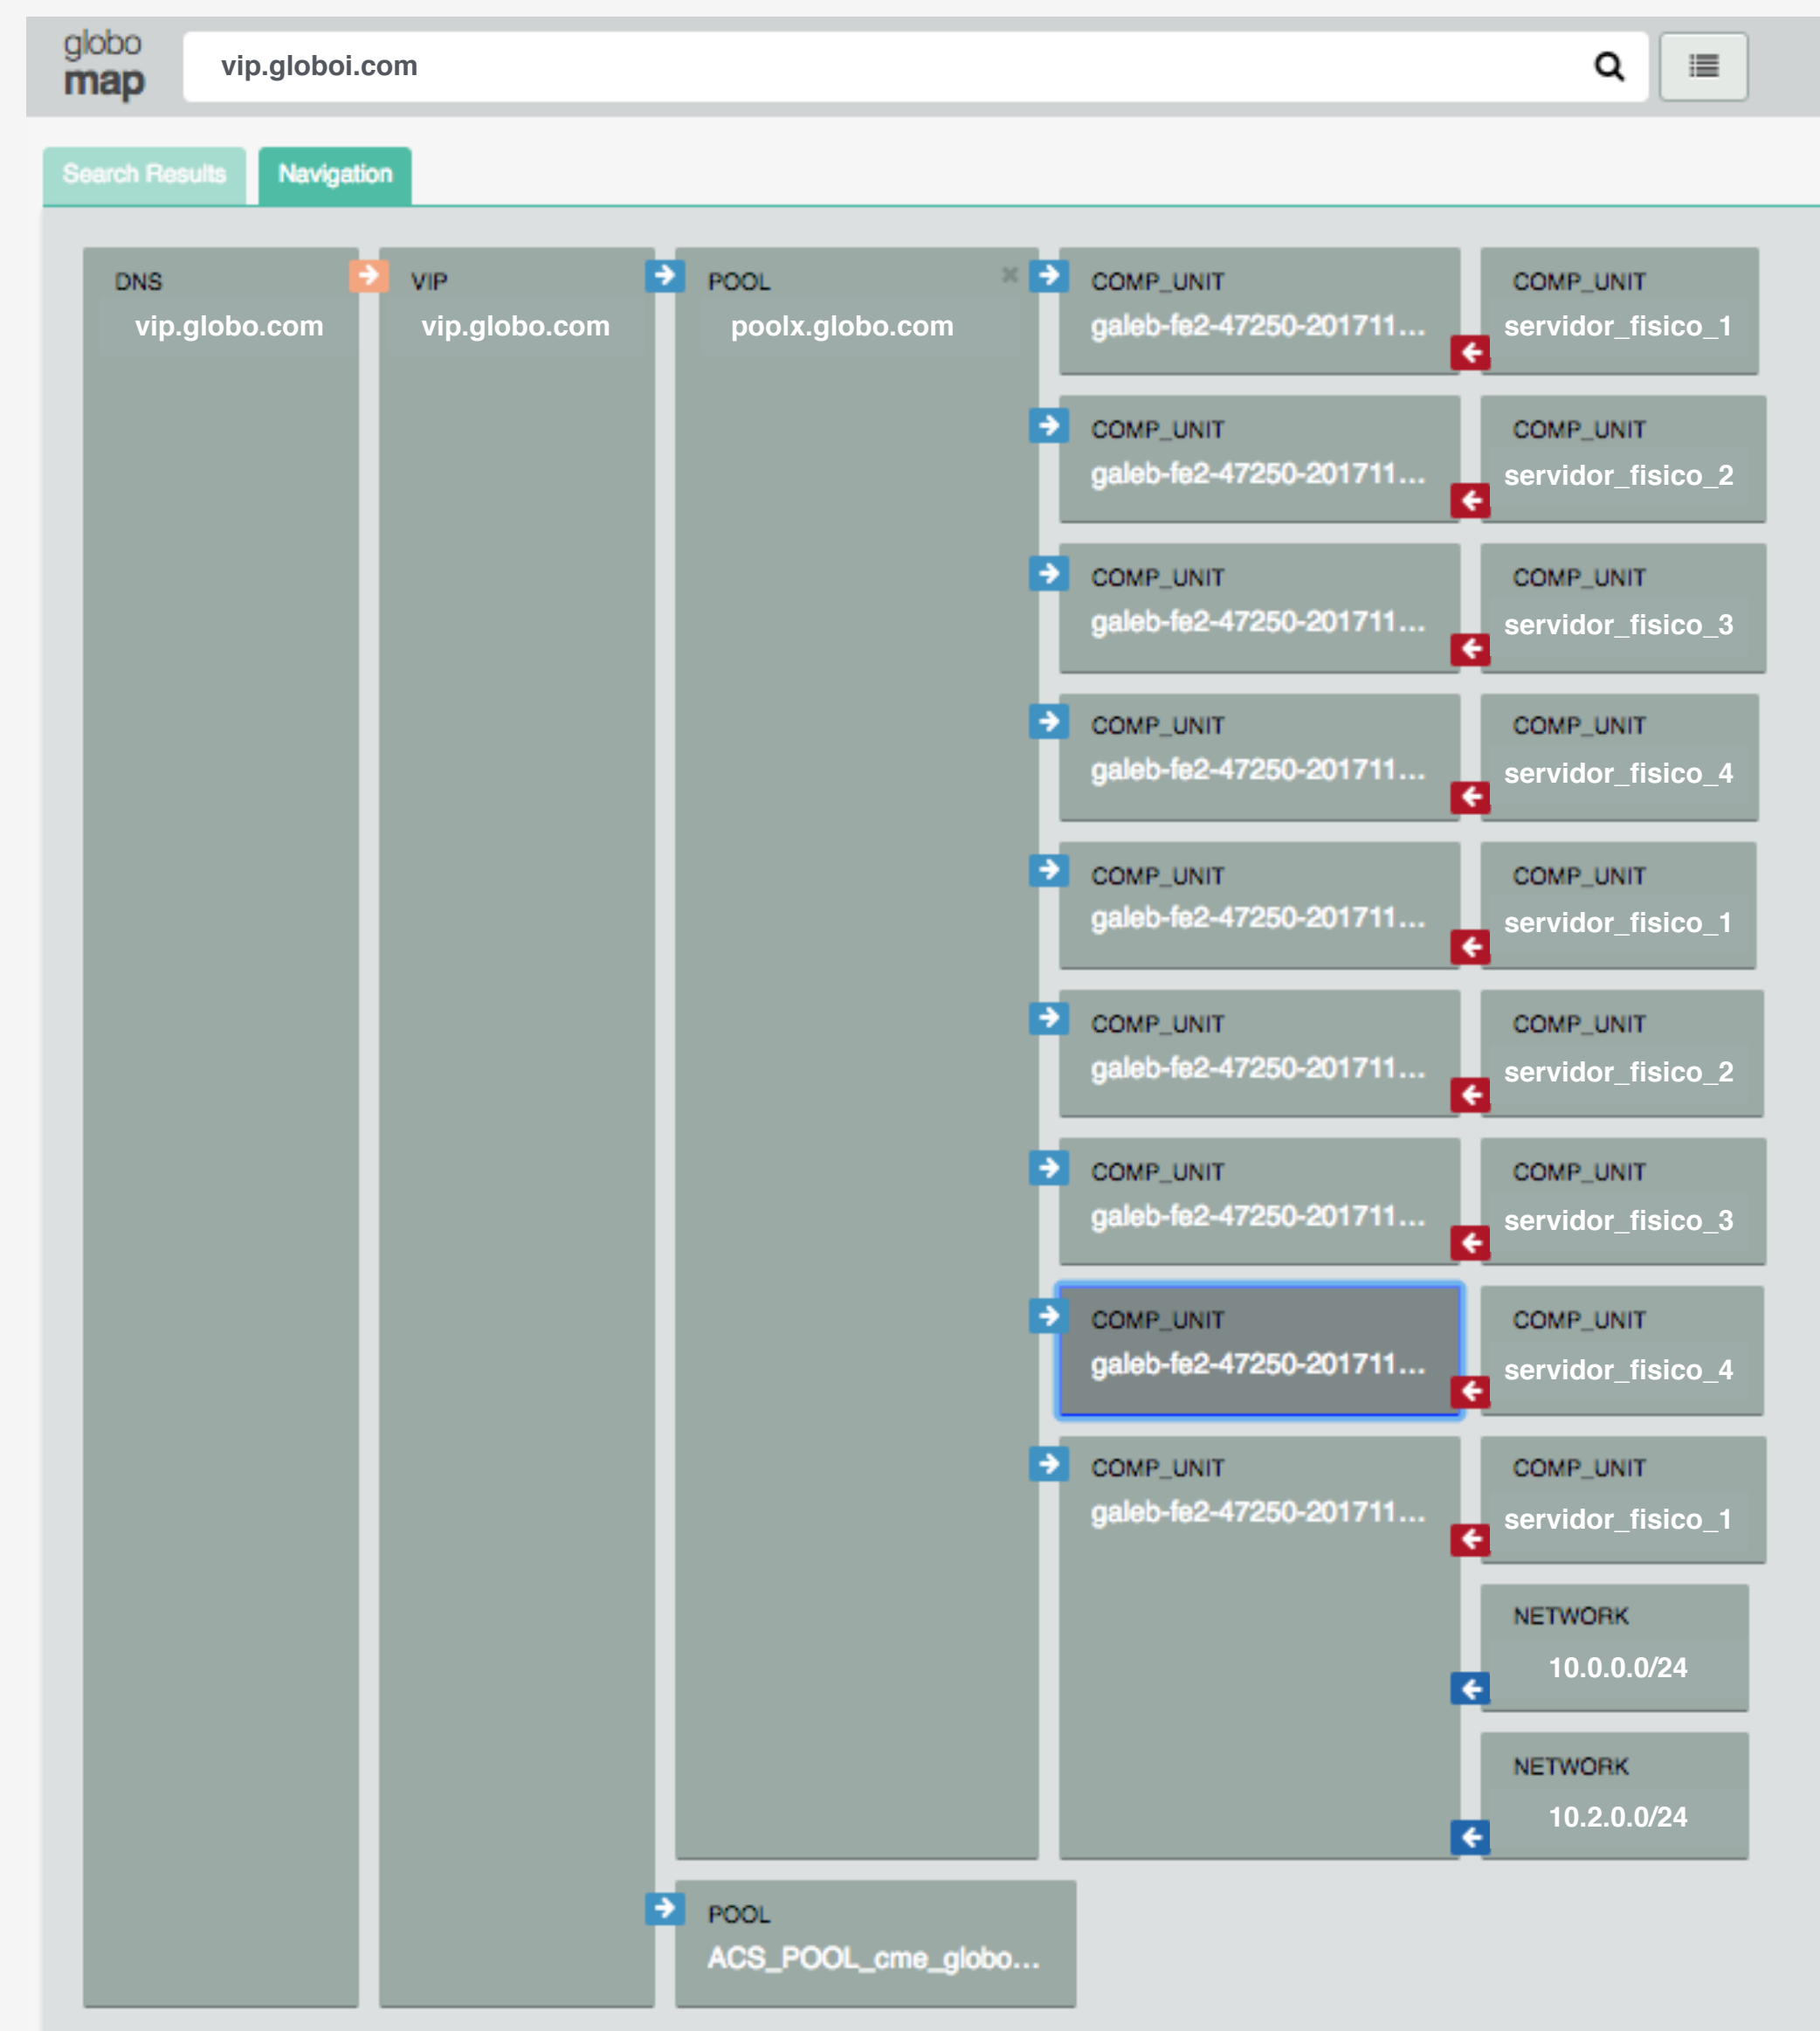 globo
map
vip.globoi.com
Search Results
Navigation
DNS
vip.globo.com
VIP
vip.globo.com
POOL
poolx.globo.com
COMP_UNIT
galeb-fe2-47250-201711...
COMP_UNIT
servidor_fisico_1
COMP_UNIT
galeb-fe2-47250-201711...
COMP_UNIT
servidor_fisico_2
COMP_UNIT
galeb-fe2-47250-201711...
COMP_UNIT
servidor_fisico_3
COMP_UNIT
galeb-fe2-47250-201711...
COMP_UNIT
servidor_fisico_4
COMP_UNIT
galeb-fe2-47250-201711...
COMP_UNIT
servidor_fisico_1
COMP_UNIT
galeb-fe2-47250-201711...
COMP_UNIT
servidor_fisico_2
COMP_UNIT
galeb-fe2-47250-201711...
COMP_UNIT
servidor_fisico_3
COMP_UNIT
galeb-fe2-47250-201711...
COMP_UNIT
servidor_fisico_4
COMP_UNIT
galeb-fe2-47250-201711...
COMP_UNIT
servidor_fisico_1
NETWORK
10.0.0.0/24
NETWORK
10.2.0.0/24
POOL
ACS_POOL_cme_globo...